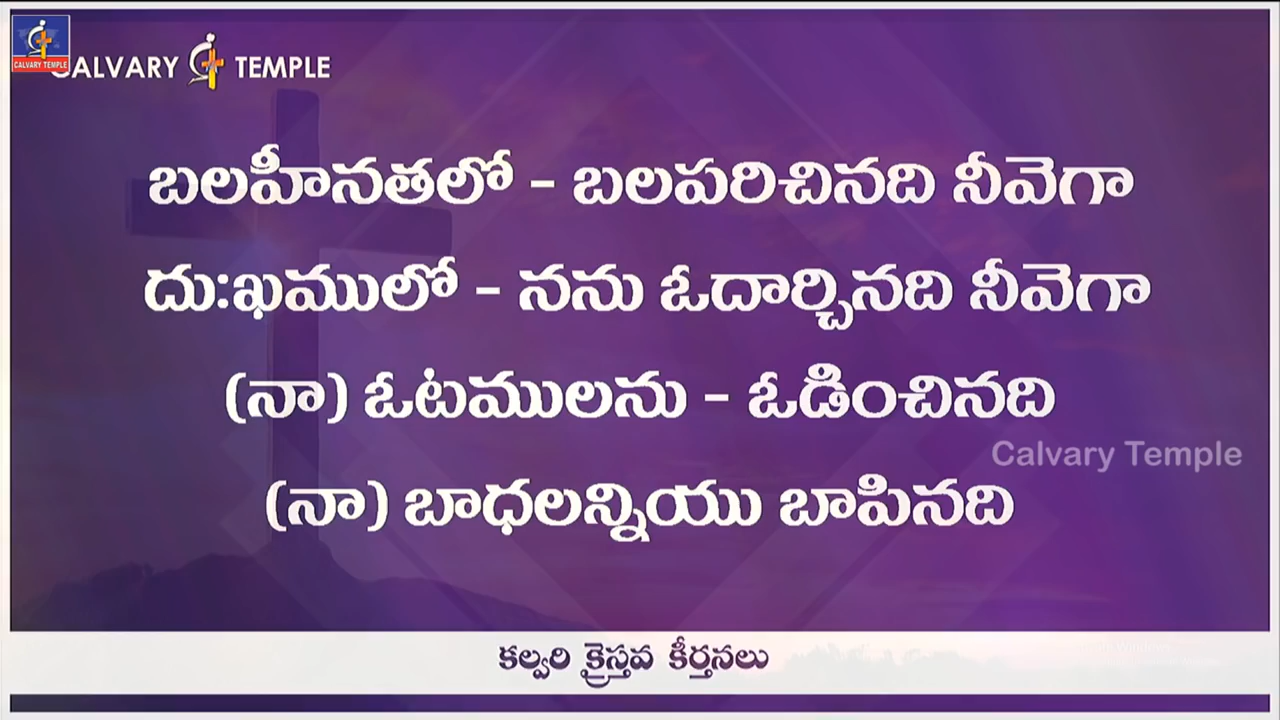 CALVARY TEMPLE
CALVARY TEMPLE
బలహీనతలో - బలపరిచినది నీవెగా
దు:ఖములో - నను ఓదార్చినది నీవెగా
(నా) ఓటములను - ఓడించినది
Calvary Temple
(నా) బాధలన్నియు బాపినది
కల్వరి క్రైస్తవ కీర్తనలు